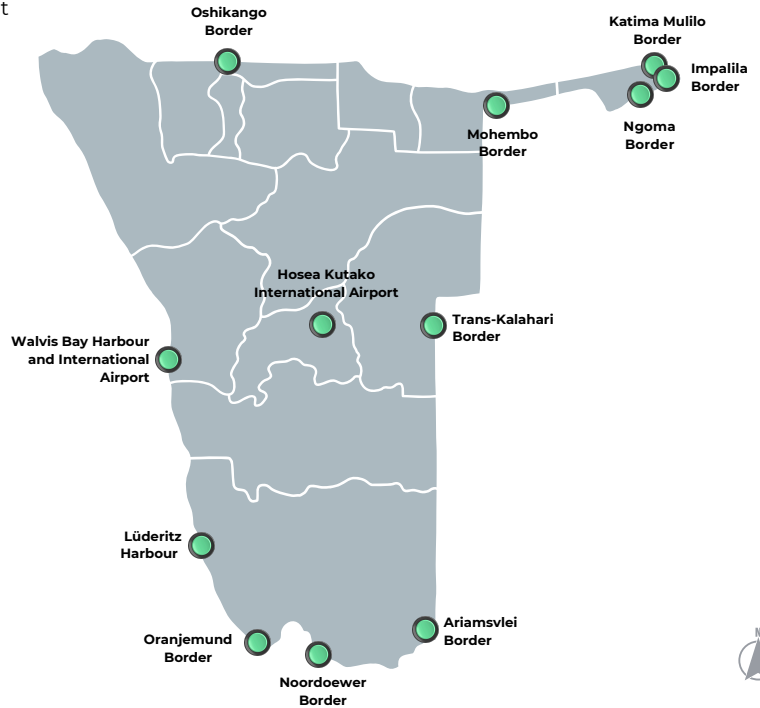 t
Oshikango
Border
Katima Mulilo
Border
Impalila
Border
Mohembo
Border
Ngoma
Border
Hosea Kutako
International Airport
Trans-Kalahari
Border
Walvis Bay Harbour
and International
Airport
Lüderitz
Harbour
Oranjemund
Border
Ariamsvlei
Border
Noordoewer
Border
N